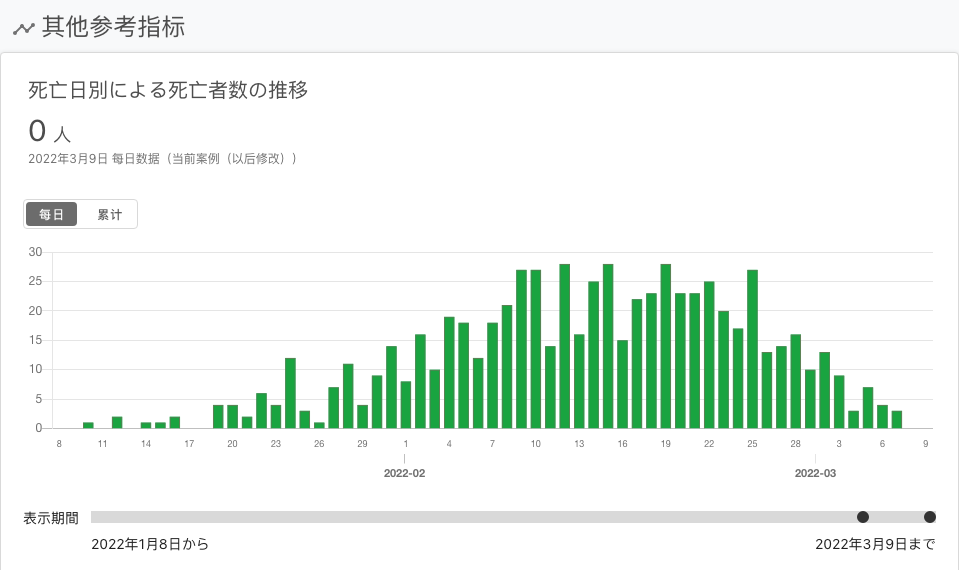 其他参考指标
死亡日別による死亡者数の推移
0 人
2022年3月9日 每日数据（当前案例（以后修改））
每日 累计
30
25
20
15
10
5
0
8 11 14 17 20 23 26 29 1 4 7 10 13 16 19 22 25 28 3 6 9
2022-02 2022-03
表示期間
2022年1月8日から 2022年3月9日まで